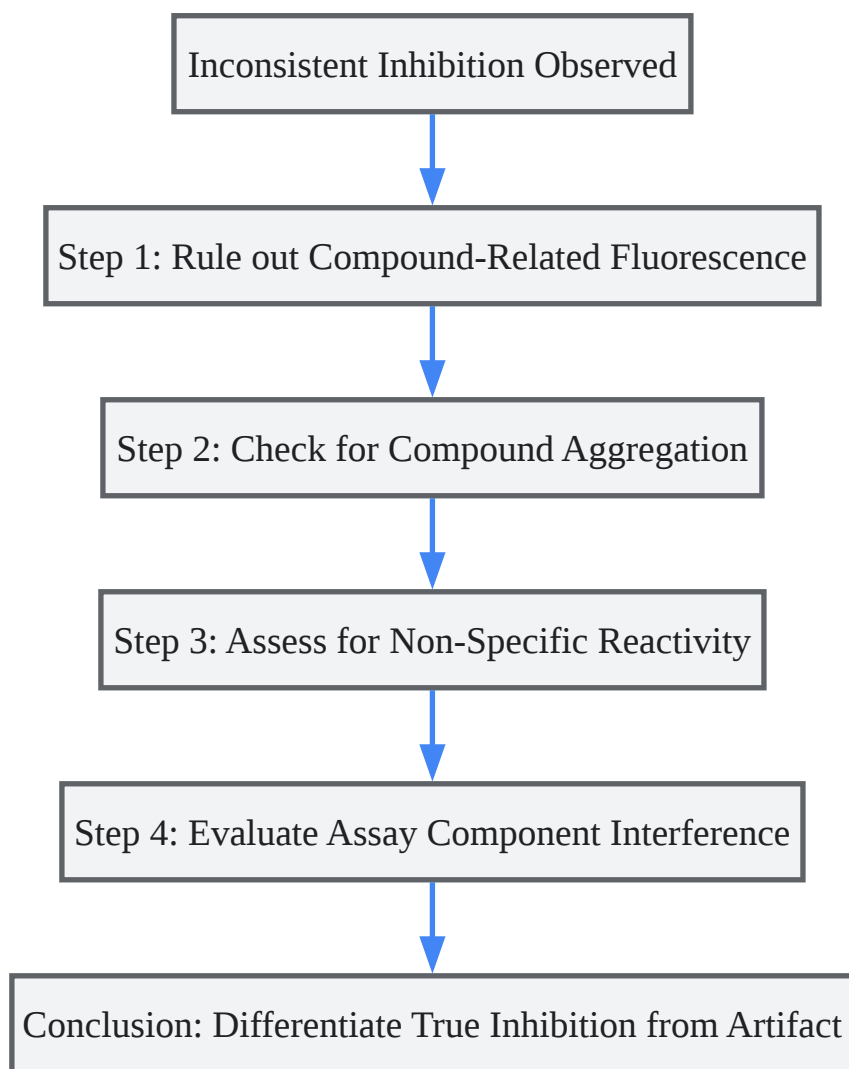 Inconsistent Inhibition Observed
Step 1: Rule out Compound-Related Fluorescence
Step 2: Check for Compound Aggregation
Step 3: Assess for Non-Specific Reactivity
Step 4: Evaluate Assay Component Interference
Conclusion: Differentiate True Inhibition from Artifact